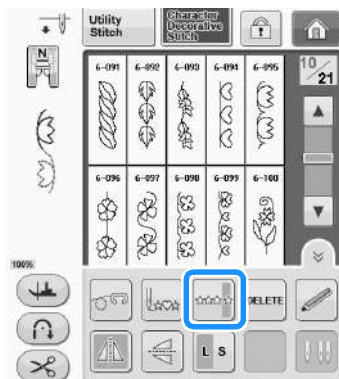 Utility
Stitch
Character
Decorative
Stitch
N
6-091 6-092 6-093 6-094 6-095
10/21
6-096 6-097 6-098 6-099 6-100
100%
DELETE
L S